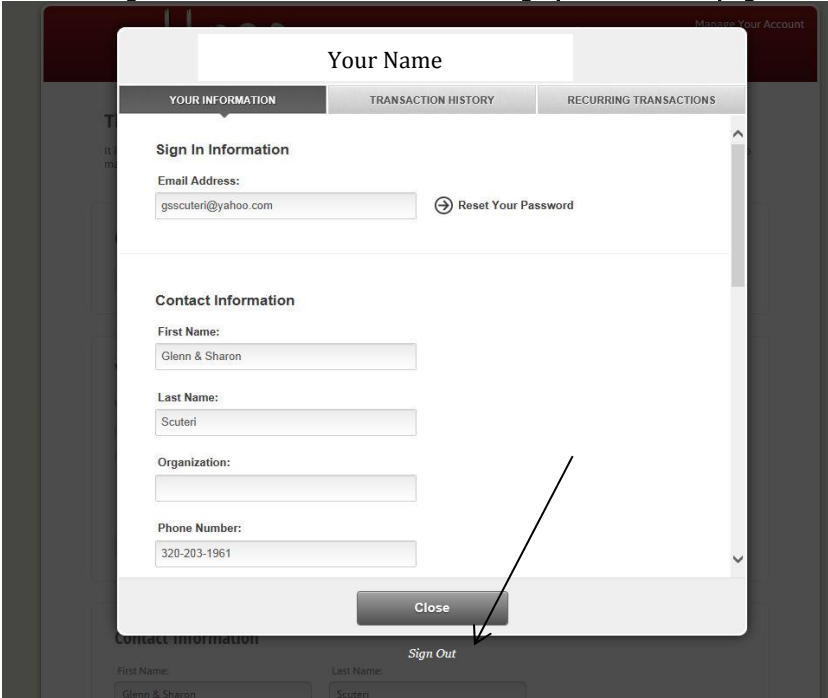 Manage Your Account
Your Name
YOUR INFORMATION
TRANSACTION HISTORY
RECURRING TRANSACTIONS
Sign In Information
Email Address:
gsscuteri@yahoo.com
Reset Your Password
Contact Information
First Name:
Glenn & Sharon
Last Name:
Scuteri
Organization:
Phone Number:
320-203-1961
Close
Sign Out
Contact Information
First Name:
Last Name:
Glenn & Sharon
Scuteri